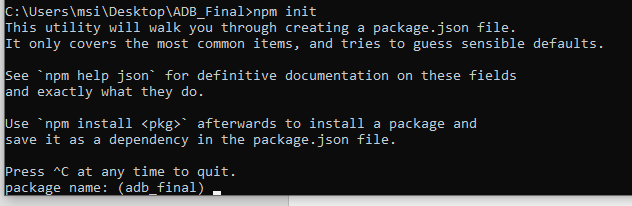 C:\Users\msi\Desktop\ADB_Final>npm init
This utility will walk you through creating a package.json file.
It only covers the most common items, and tries to guess sensible defaults.
See `npm help json` for definitive documentation on these fields
and exactly what they do.
Use `npm install <pkg>` afterwards to install a package and
save it as a dependency in the package.json file.
Press ^C at any time to quit.
package name: (adb_final)